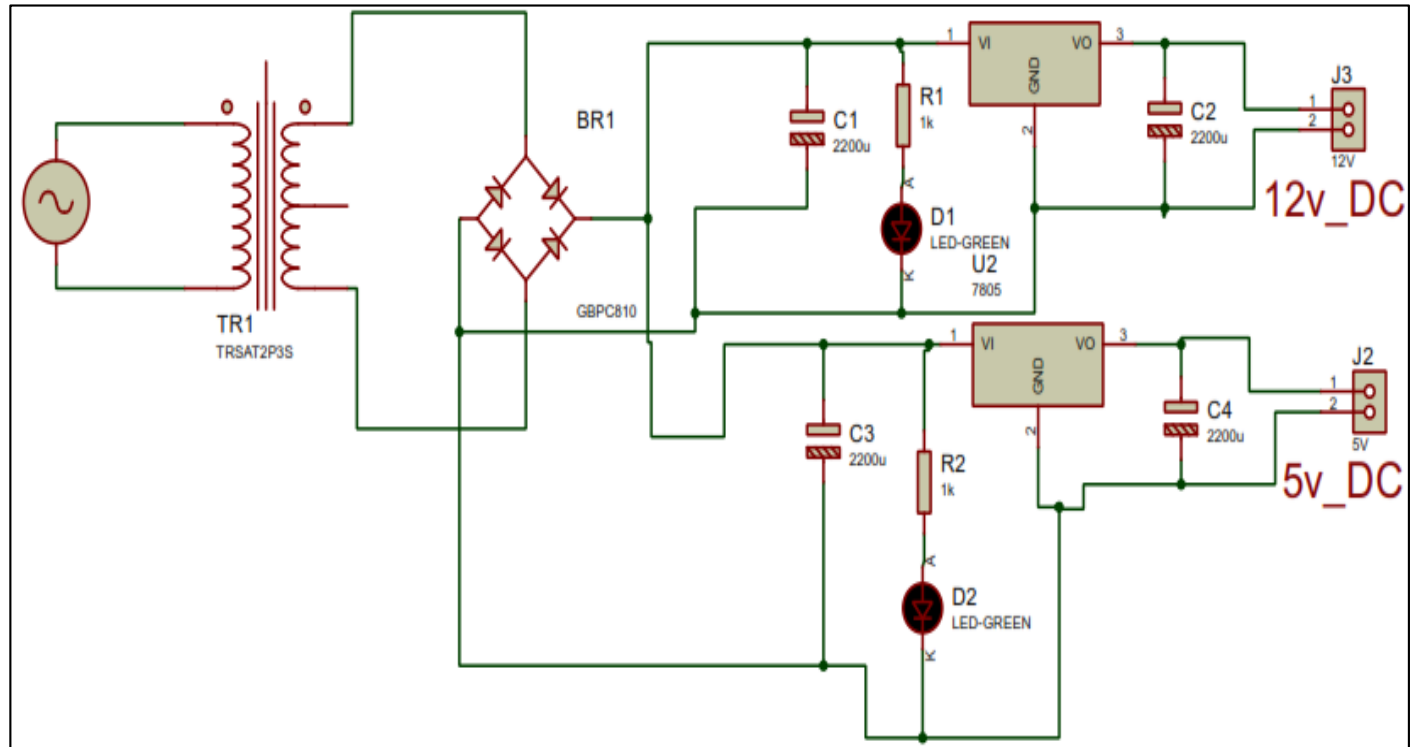 TR1
TRSAT2P3S
BR1
GBPC810
C1
2200u
R1
1k
A
D1
LED-GREEN
K
1
VI
VO
3
GND
2
C2
2200u
J3
1
2
12V
12v_DC
U2
7805
1
VI
VO
3
GND
2
C3
2200u
R2
1k
A
D2
LED-GREEN
K
C4
2200u
J2
1
2
5V
5v_DC